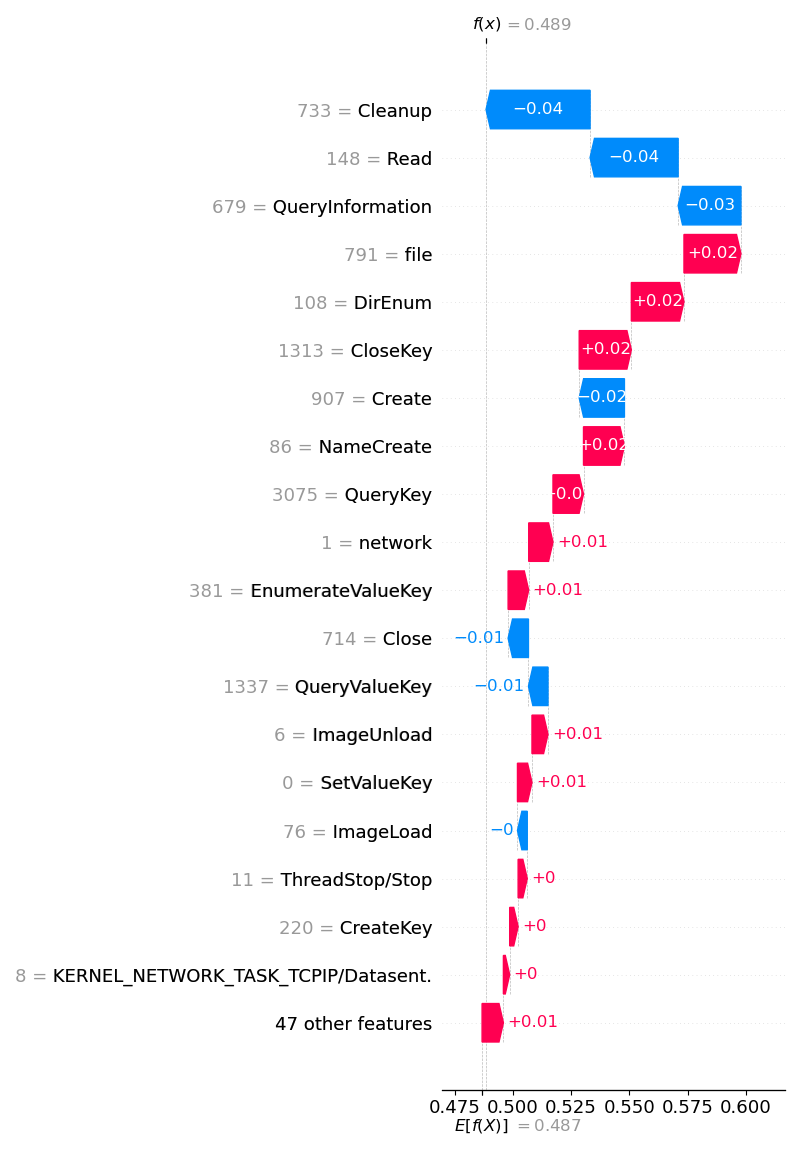 f(x) = 0.489
733 = Cleanup −0.04
148 = Read −0.04
679 = QueryInformation −0.03
791 = file +0.02
108 = DirEnum +0.02
1313 = CloseKey +0.02
907 = Create −0.02
86 = NameCreate +0.02
3075 = QueryKey
1 = network +0.01
381 = EnumerateValueKey +0.01
714 = Close −0.01
1337 = QueryValueKey −0.01
6 = ImageUnload +0.01
0 = SetValueKey +0.01
76 = ImageLoad −0
11 = ThreadStop/Stop +0
220 = CreateKey +0
8 = KERNEL_NETWORK_TASK_TCPIP/Datasent. +0
47 other features +0.01
0.475 0.500 0.525 0.550 0.575 0.600
E[f(X)] = 0.487